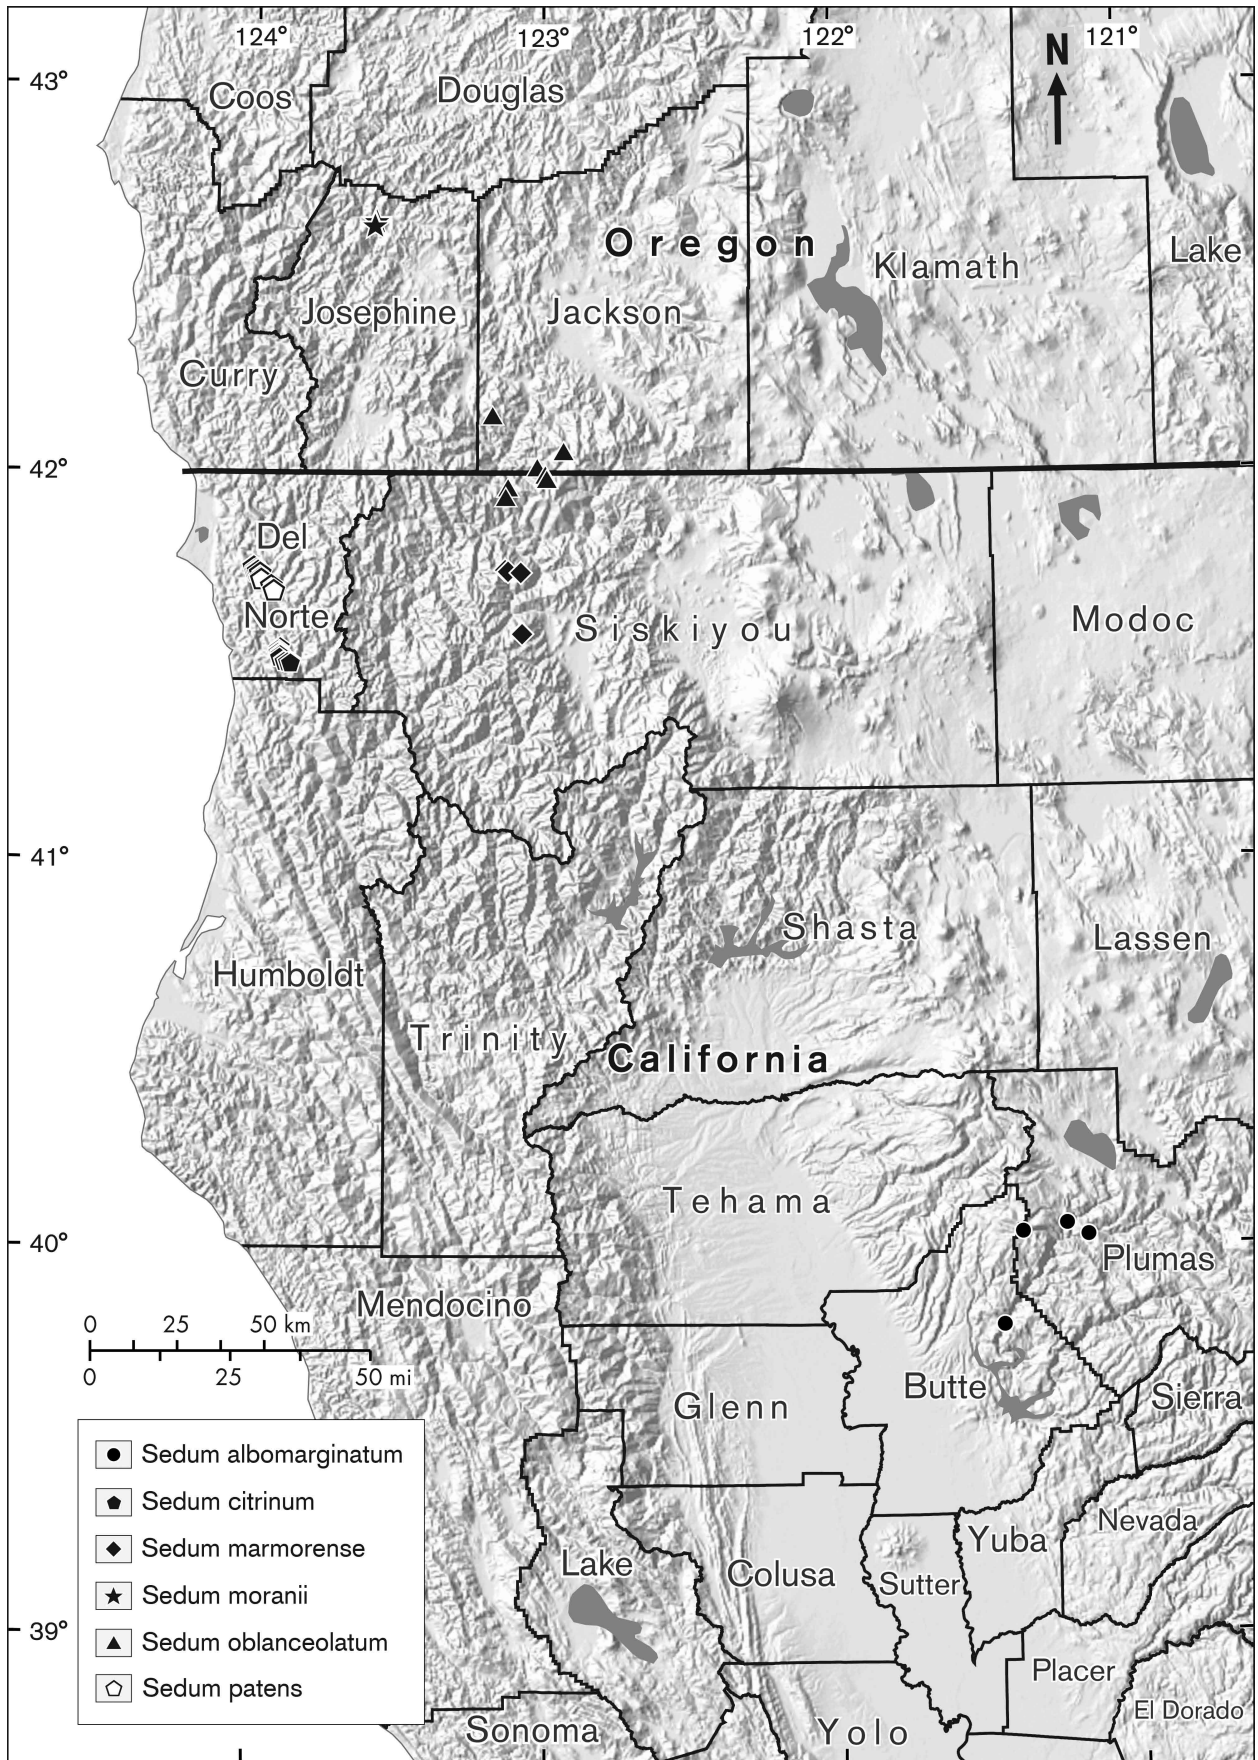 124°
123°
122°
121°
N
43°
Coos
Douglas
Oregon
Klamath
Lake
Josephine
Jackson
Curry
42°
Del
Norte
Siskiyou
Modoc
41°
Shasta
Lassen
Humboldt
Trinity
California
Tehama
40°
Plumas
Mendocino
0 25 50 km
0 25 50 mi
Butte
Sierra
Glenn
Sedum albomarginatum
Sedum citrinum
Sedum marmorense
Sedum moranii
Sedum oblanceolatum
Sedum patens
Nevada
Yuba
Lake
Colusa
Sutter
39°
Placer
El Dorado
Sonoma
Yolo